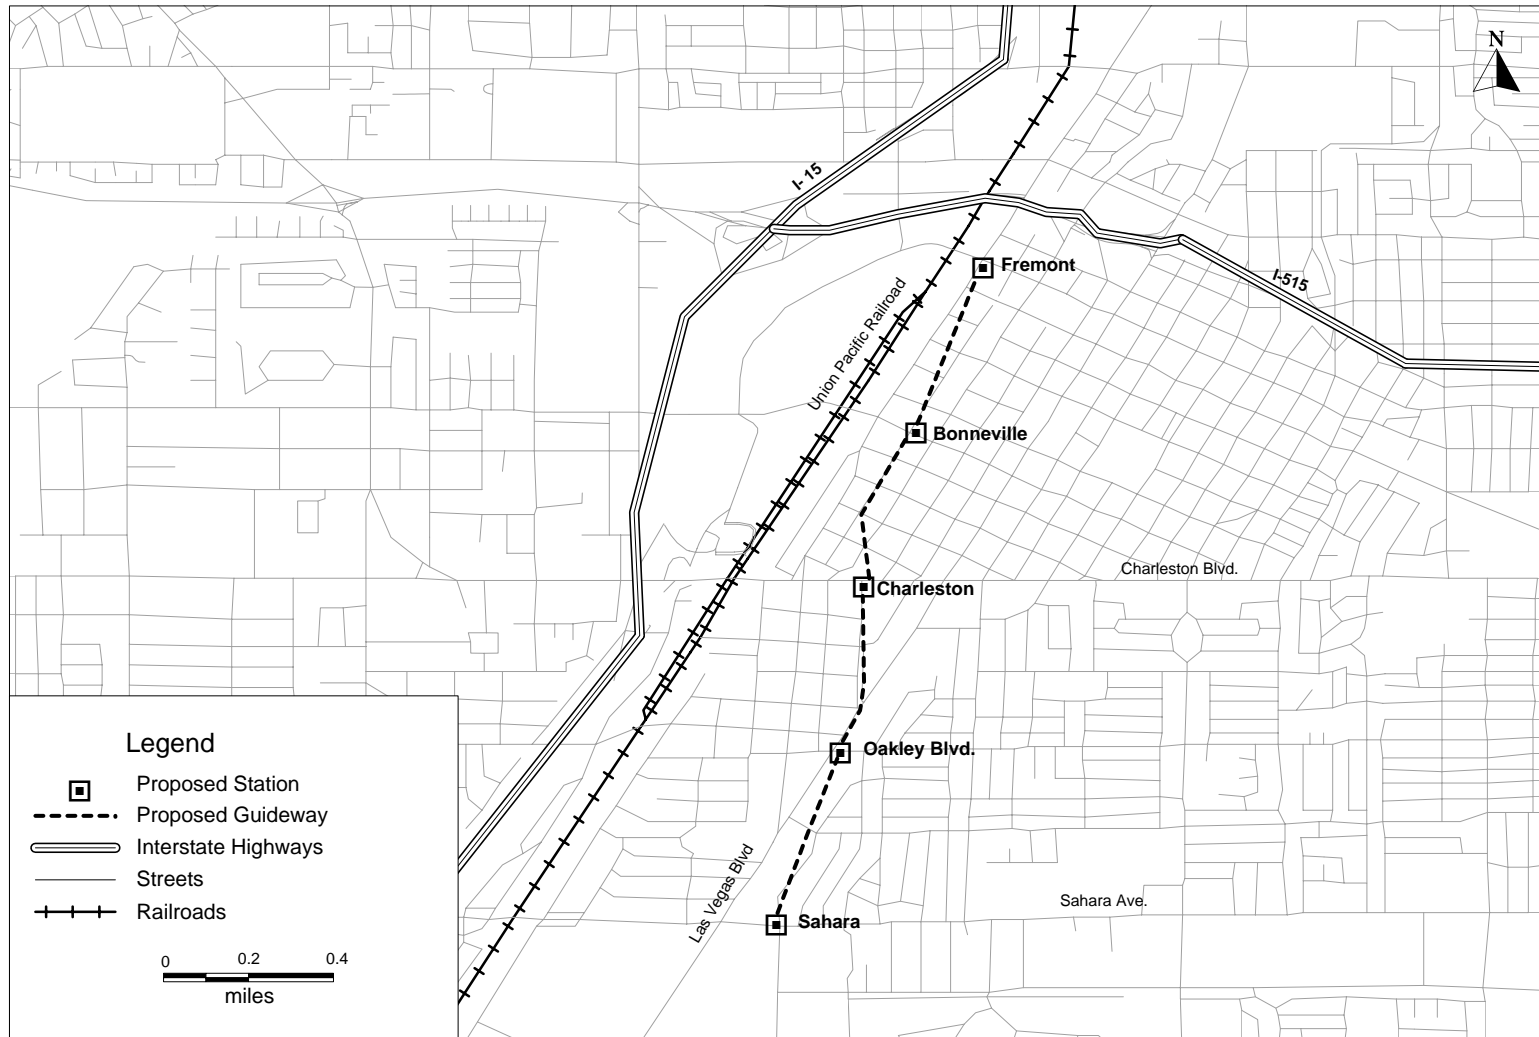 N
I- 15
Fremont
I-515
Union Pacific Railroad
Bonneville
Charleston Blvd.
Charleston
Oakley Blvd.
Las Vegas Blvd
Sahara Ave.
Sahara
Legend
Proposed Station
Proposed Guideway
Interstate Highways
Streets
Railroads
0 0.2 0.4
miles